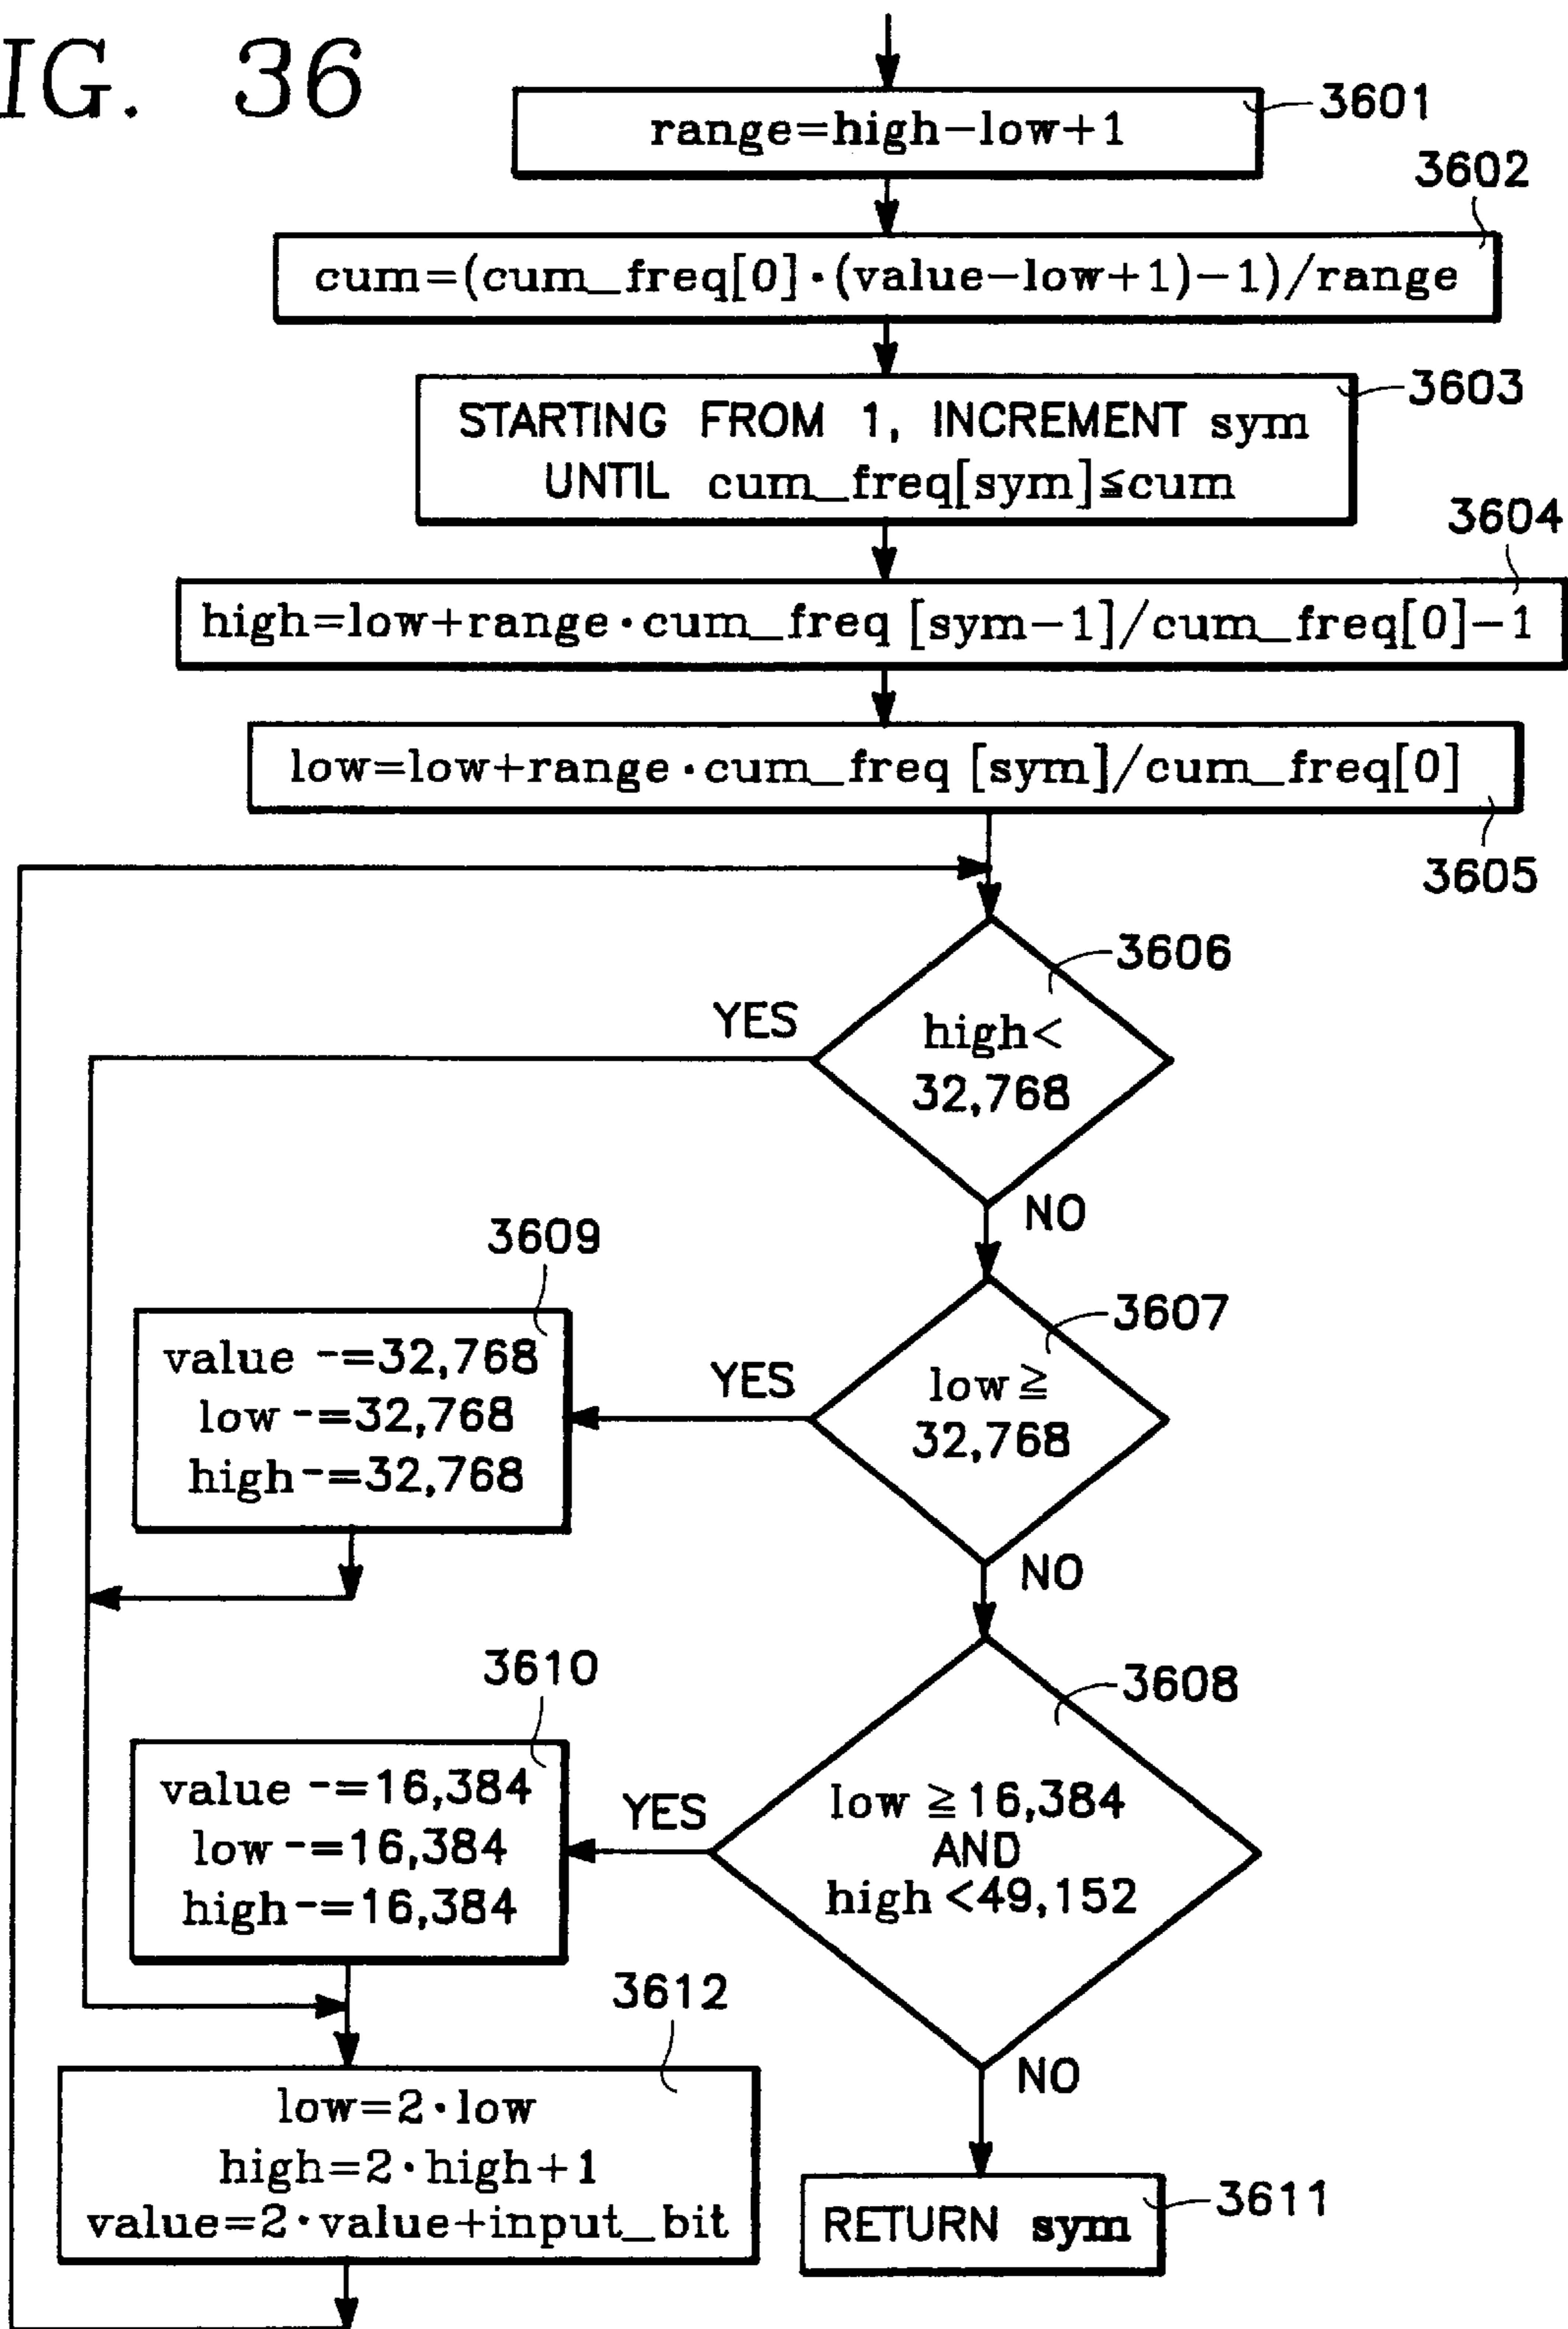 IG. 36
range=high−low+1
3601
3602
cum=(cum_freq[0]·(value−low+1)−1)/range
STARTING FROM 1, INCREMENT sym
UNTIL cum_freq[sym]≦cum
3603
3604
high=low+range·cum_freq [sym−1]/cum_freq[0]−1
low=low+range·cum_freq [sym]/cum_freq[0]
3605
3606
YES
high<
32,768
NO
3609
3607
value -=32,768
low -=32,768
high-=32,768
YES
low ≧
32,768
NO
3610
3608
value -=16,384
low -=16,384
high-=16,384
YES
low ≧16,384
AND
high <49,152
3612
NO
low=2·low
high=2·high+1
value=2·value+input_bit
RETURN sym
3611